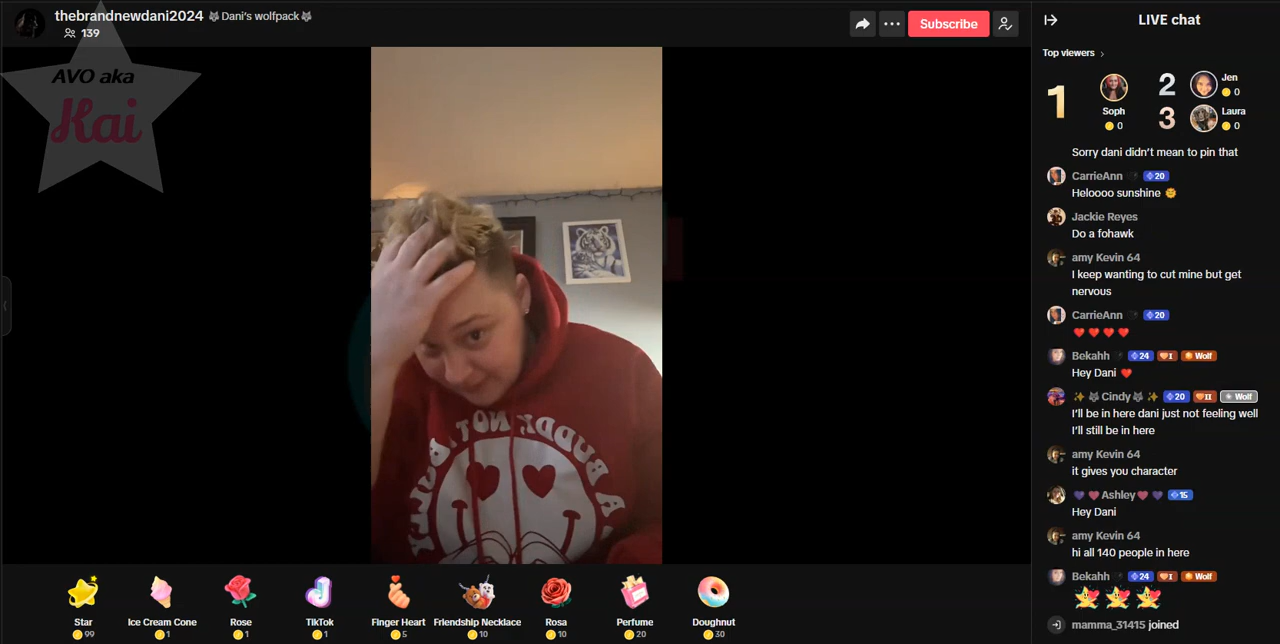 thebrandnewdani2024 🐺Dani's wolfpack🐺
139
Subscribe
AVO aka
Kai
LIVE chat
Top viewers
1
Soph
0
2
Jen
0
3
Laura
0
Sorry dani didn't mean to pin that
CarrieAnn 20
Heloooo sunshine 🌞
Jackie Reyes
Do a fohawk
amy Kevin 64
I keep wanting to cut mine but get
nervous
CarrieAnn 20
❤️❤️❤️❤️
Bekahh 24 I Wolf
Hey Dani ❤️
✨🐺Cindy🐺✨ 20 II Wolf
I'll be in here dani just not feeling well
I'll still be in here
amy Kevin 64
it gives you character
💜❤️Ashley❤️💜 15
Hey Dani
amy Kevin 64
hi all 140 people in here
Bekahh 24 I Wolf
mamma_31415 joined
A BUDDY, NOT A BULLY
Star
99
Ice Cream Cone
1
Rose
1
TikTok
1
Finger Heart
5
Friendship Necklace
10
Rosa
10
Perfume
20
Doughnut
30